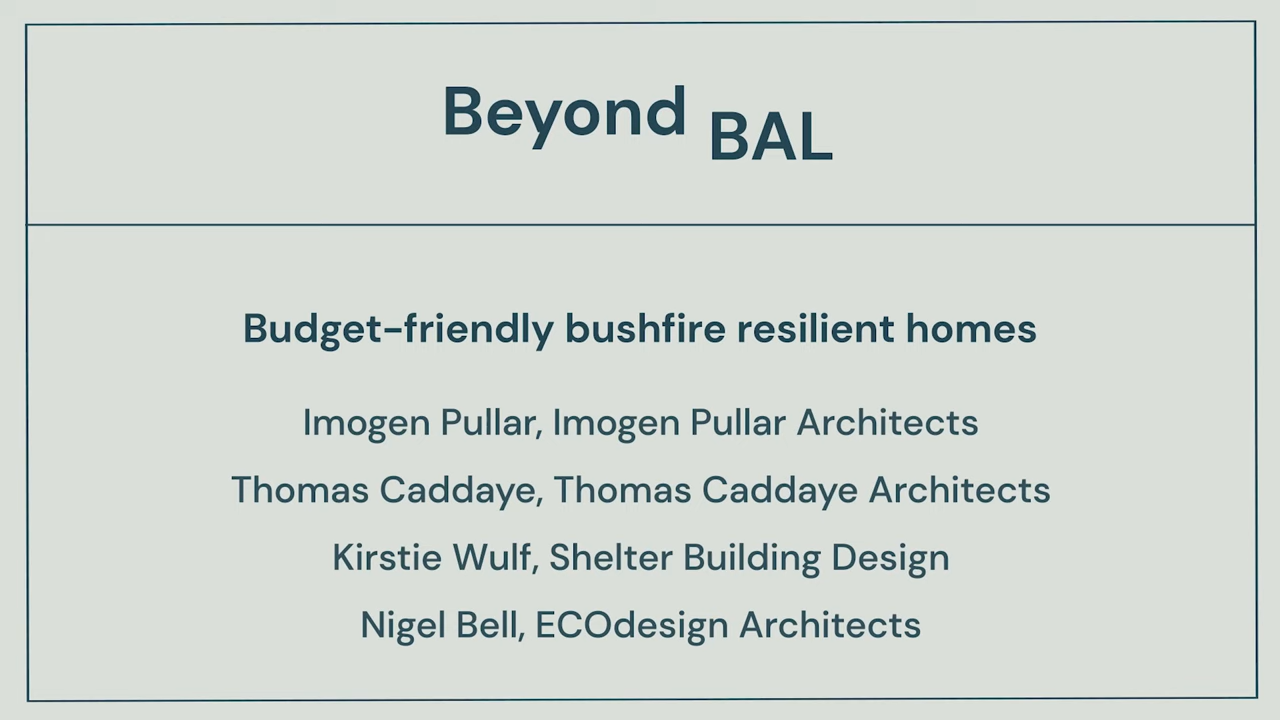 Beyond BAL
Budget-friendly bushfire resilient homes
Imogen Pullar, Imogen Pullar Architects
Thomas Caddaye, Thomas Caddaye Architects
Kirstie Wulf, Shelter Building Design
Nigel Bell, ECOdesign Architects